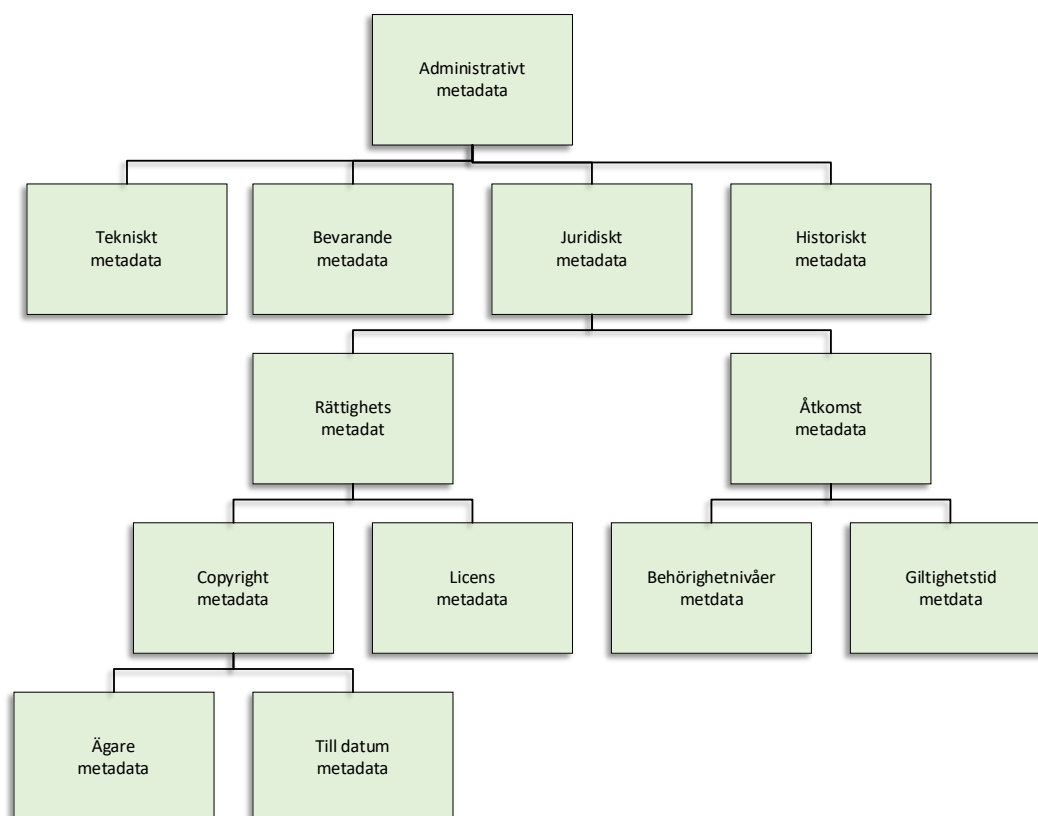 Administrativt
metadata
Tekniskt
metadata
Bevarande
metadata
Juridiskt
metadata
Historiskt
metadata
Rättighets
metadat
Åtkomst
metadata
Copyright
metadata
Licens
metadata
Behörighetnivåer
metdata
Giltighetstid
metdata
Ägare
metadata
Till datum
metadata